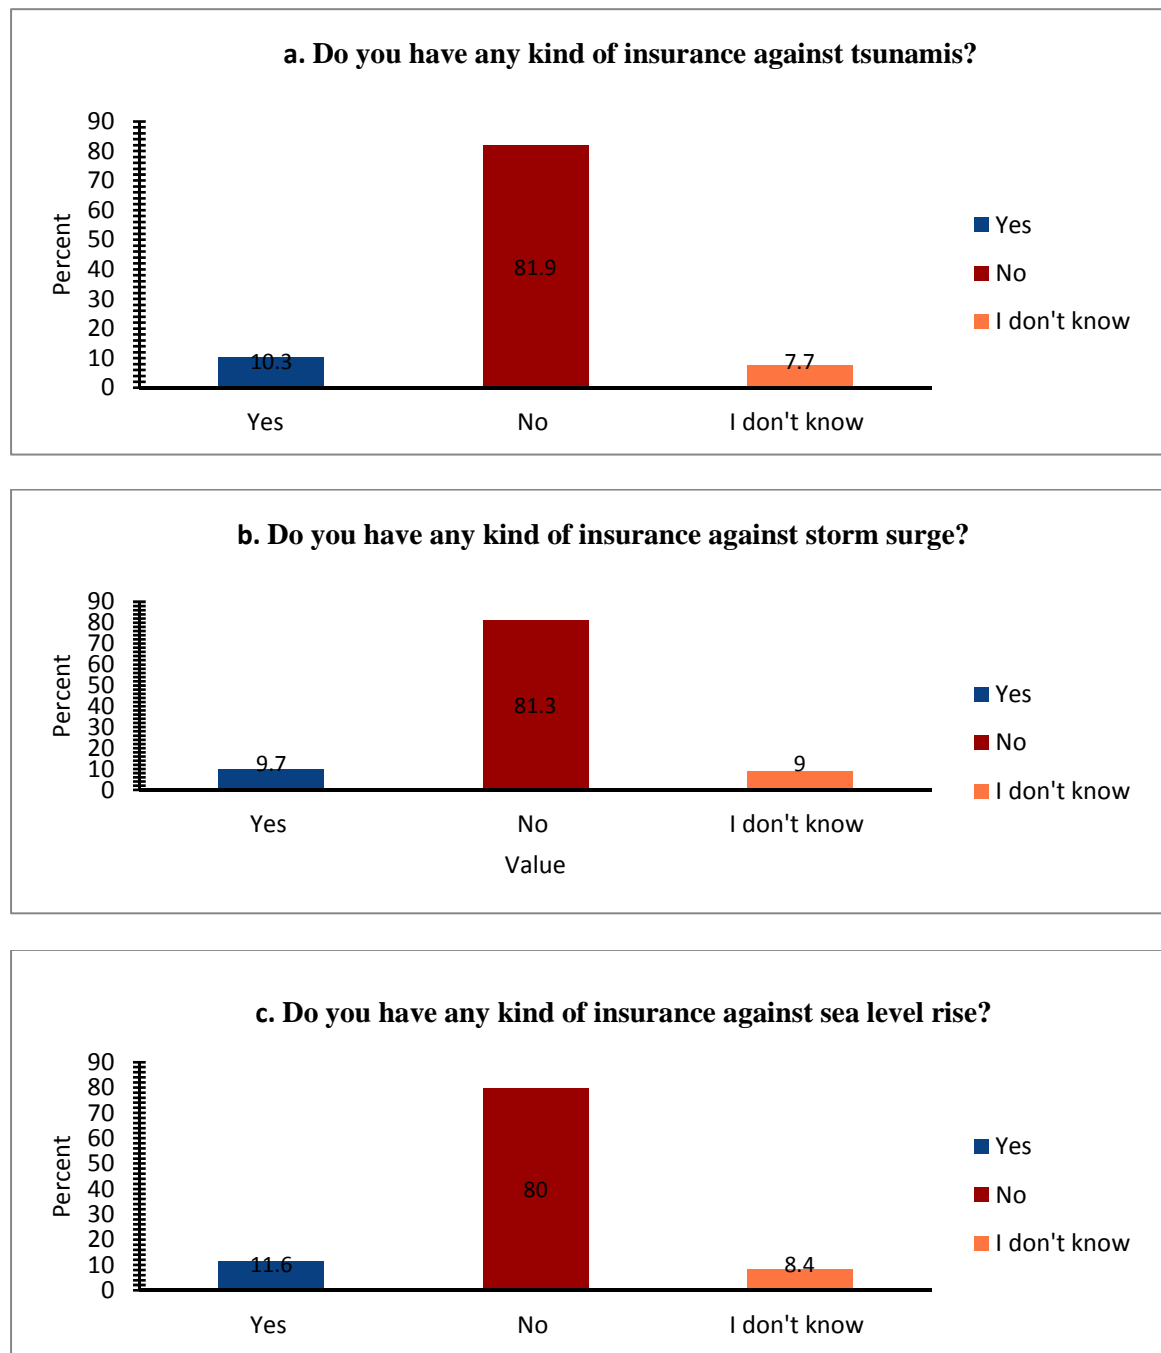 a. Do you have any kind of insurance against tsunamis?
90
80
70
60
50
40
30
20
10
0
Percent
10.3
81.9
7.7
Yes
No
I don't know
Yes
No
I don't know
b. Do you have any kind of insurance against storm surge?
90
80
70
60
50
40
30
20
10
0
Percent
9.7
81.3
9
Yes
No
I don't know
Value
Yes
No
I don't know
c. Do you have any kind of insurance against sea level rise?
90
80
70
60
50
40
30
20
10
0
Percent
11.6
80
8.4
Yes
No
I don't know
Yes
No
I don't know